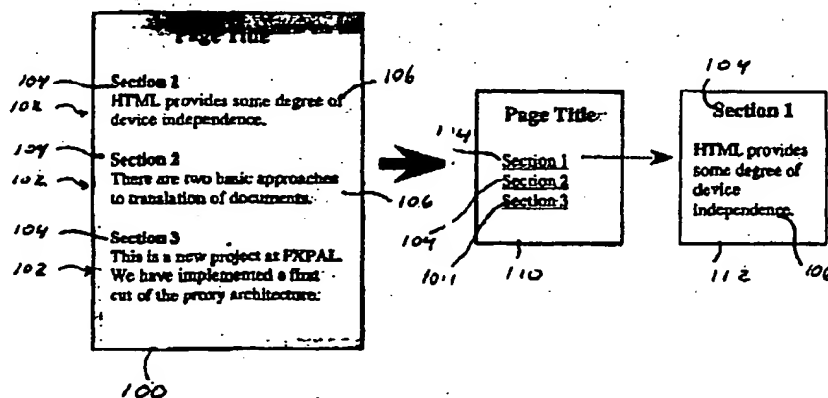 Page Title
104
Section 1
106
102
HTML provides some degree of
device independence.
104
Section 2
102
There are two basic approaches
to translation of documents.
106
104
Section 3
This is a new project at FXPAL.
102
We have implemented a first
cut of the proxy architecture.
100
Page Title
Section 1
Section 2
Section 3
104
110
104
Section 1
HTML provides
some degree of
device
independence.
112
106